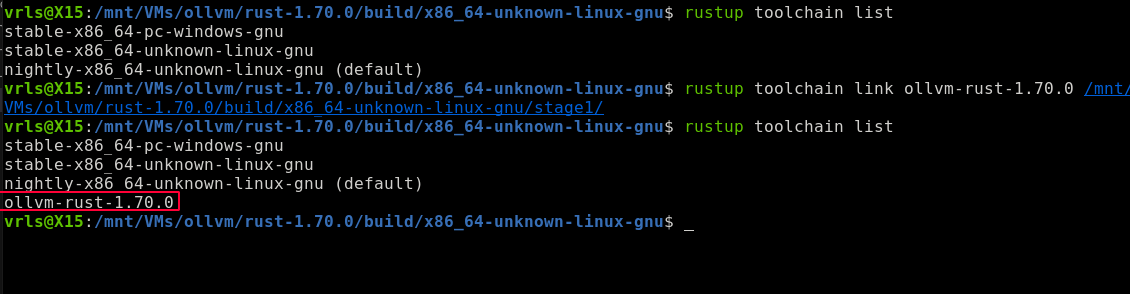 vrls@X15:/mnt/VMs/ollvm/rust-1.70.0/build/x86_64-unknown-linux-gnu$ rustup toolchain list
stable-x86_64-pc-windows-gnu
stable-x86_64-unknown-linux-gnu
nightly-x86_64-unknown-linux-gnu (default)
vrls@X15:/mnt/VMs/ollvm/rust-1.70.0/build/x86_64-unknown-linux-gnu$ rustup toolchain link ollvm-rust-1.70.0 /mnt/
VMs/ollvm/rust-1.70.0/build/x86_64-unknown-linux-gnu/stage1/
vrls@X15:/mnt/VMs/ollvm/rust-1.70.0/build/x86_64-unknown-linux-gnu$ rustup toolchain list
stable-x86_64-pc-windows-gnu
stable-x86_64-unknown-linux-gnu
nightly-x86_64-unknown-linux-gnu (default)
ollvm-rust-1.70.0
vrls@X15:/mnt/VMs/ollvm/rust-1.70.0/build/x86_64-unknown-linux-gnu$ _